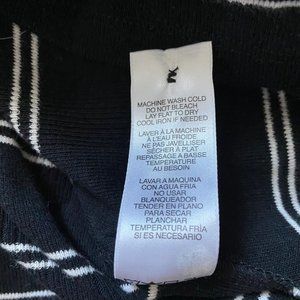 MACHINE WASH COLD
DO NOT BLEACH
LAY FLAT TO DRY
COOL IRON IF NEEDED
LAVER À LA MACHINE
À L'EAU FROIDE
NE PAS JAVELLISER
SÉCHER À PLAT
REPASSAGE A BASSE
TEMPERATURE
AU BESOIN
LAVAR A MAQUINA
CON AGUA FRIA
NO USAR
BLANQUEADOR
TENDER EN PLANO
PARA SECAR
PLANCHAR
TEMPERATURA FRÍA
SI ES NECESARIO